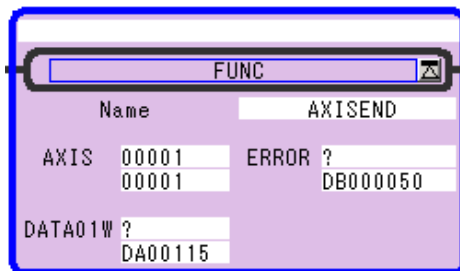 FUNC
Name AXISEND
AXIS 00001 ERROR ?
00001 DB000050
DATA01W ?
DA00115